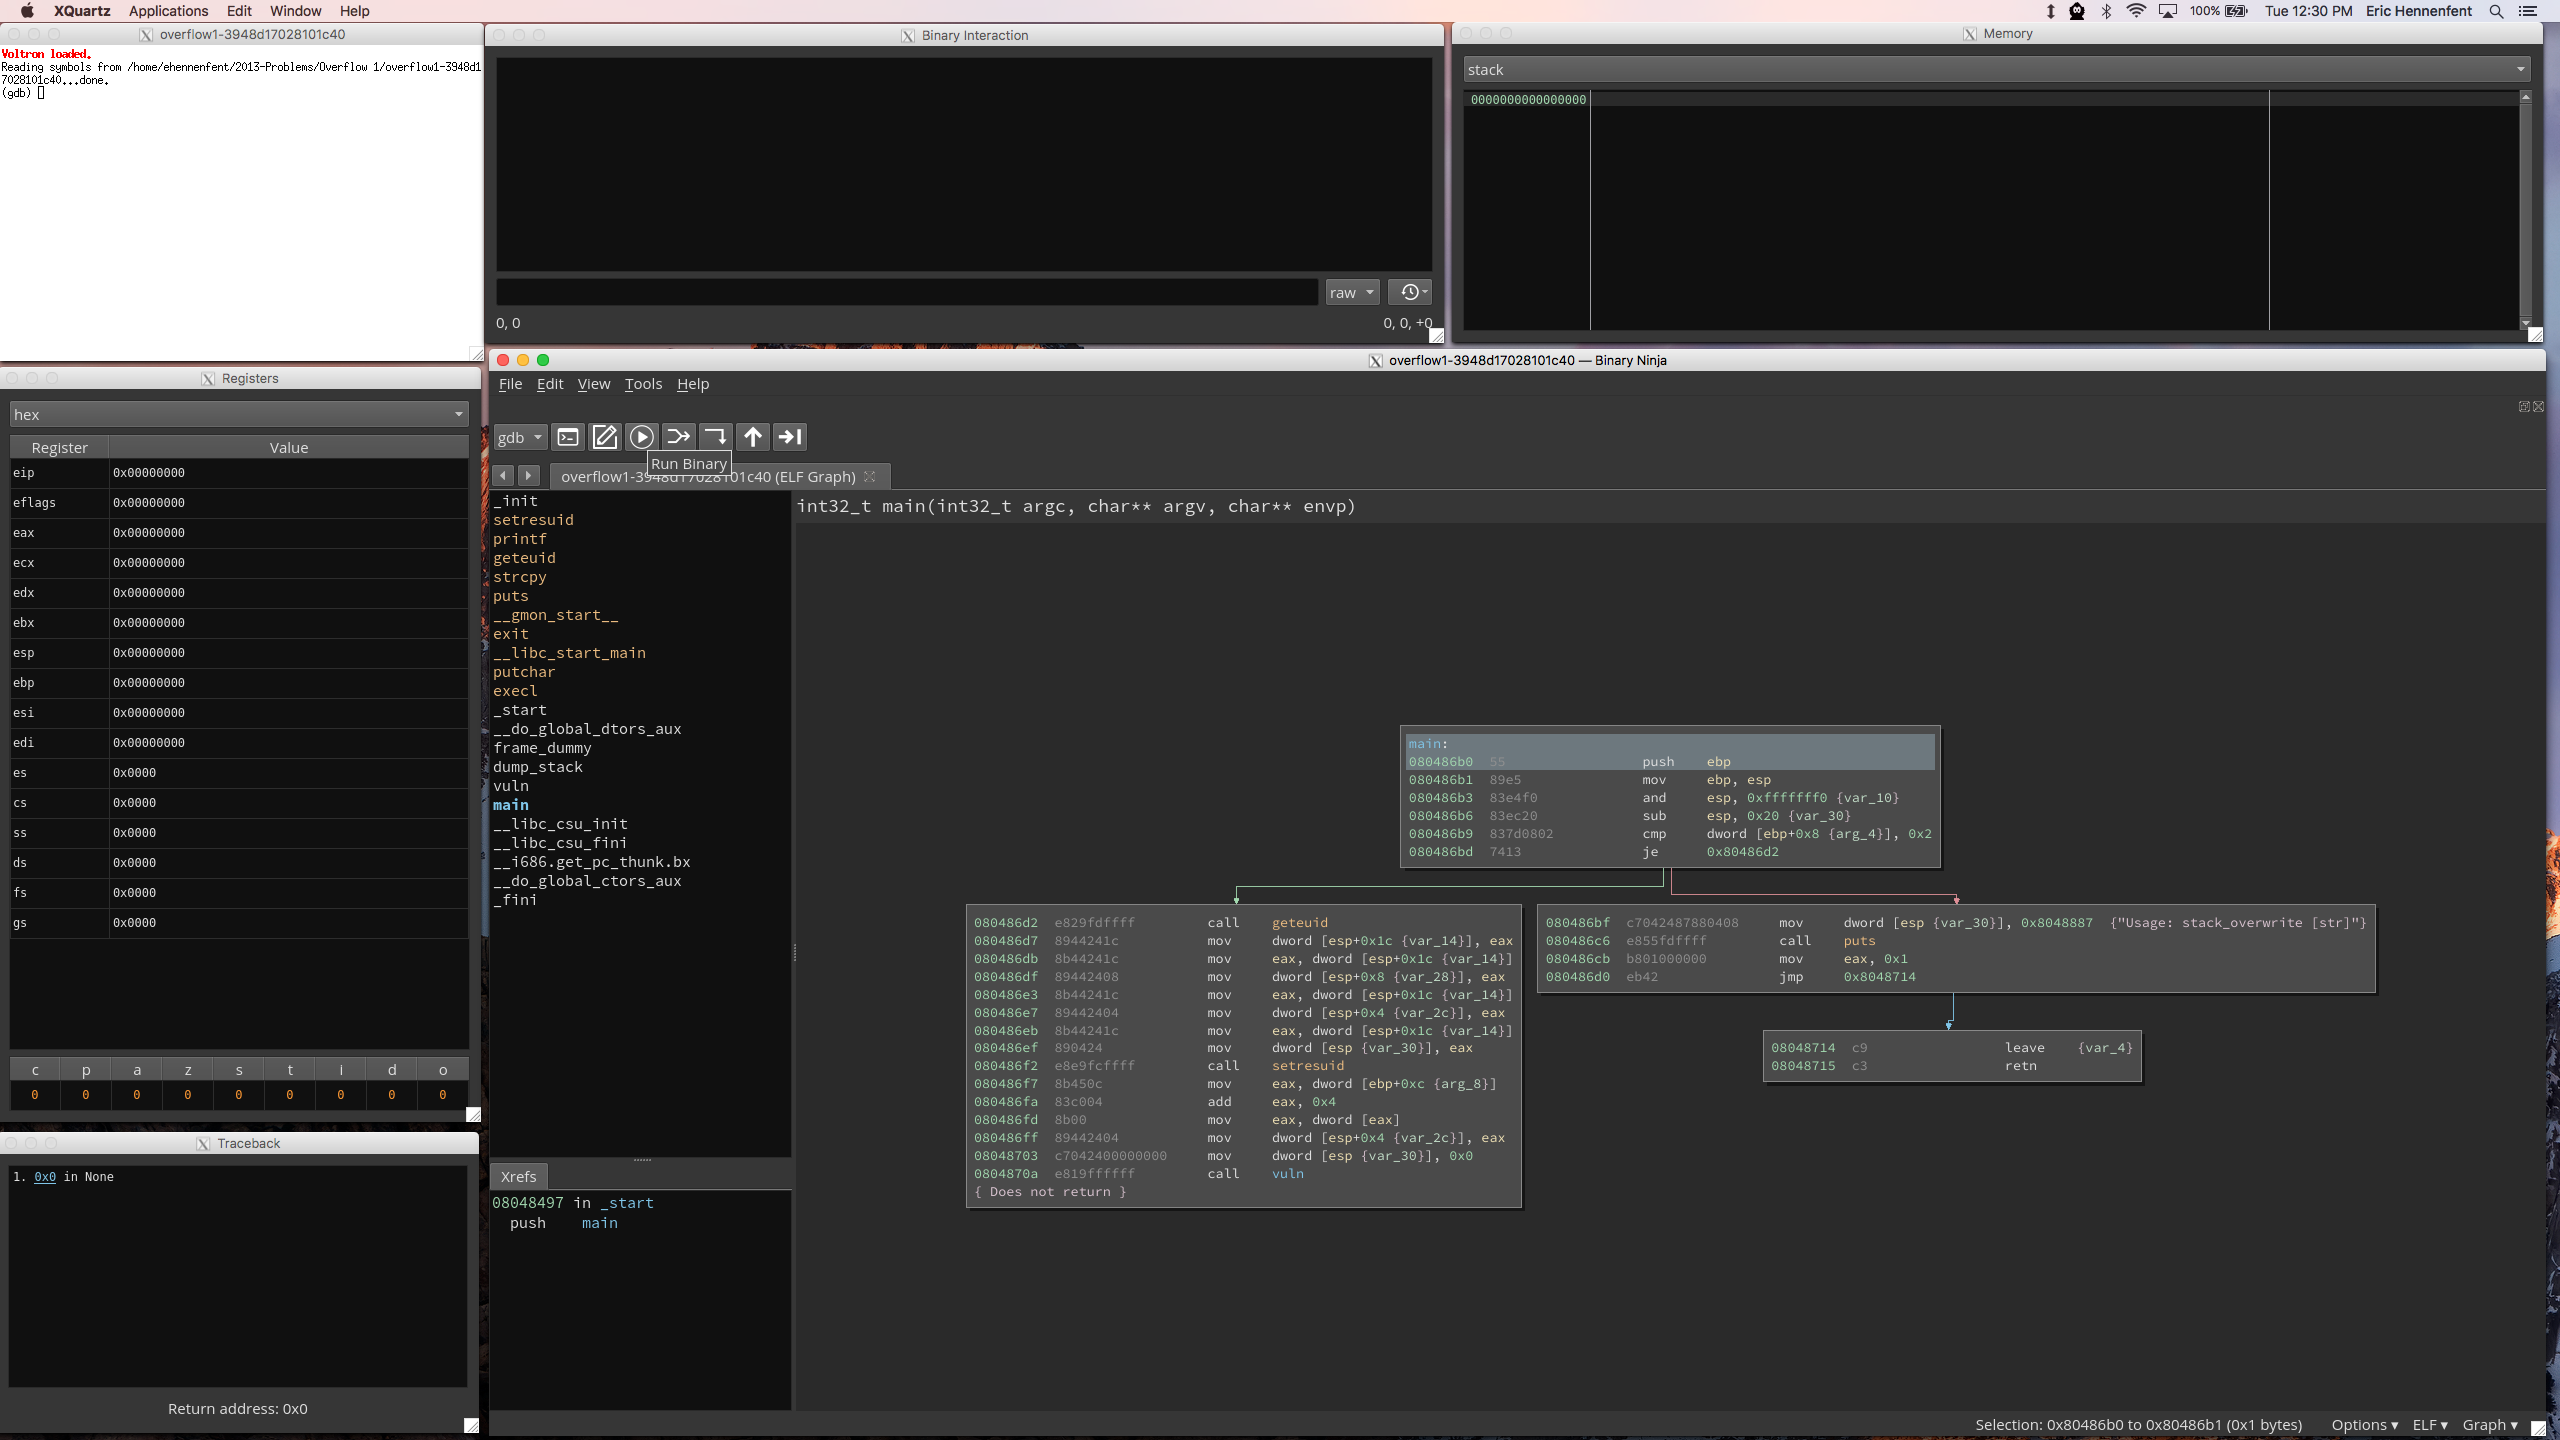 XQuartz Applications Edit Window Help
100% Tue 12:30 PM Eric Hennenfent
overflow1-3948d17028101c40
Voltron loaded.
Reading symbols from /home/ehennenfent/2013-Problems/Overflow 1/overflow1-3948d1
7028101c40...done.
(gdb)
Binary Interaction
raw
0, 0
0, 0, +0
Memory
stack
0000000000000000
Registers
hex
Register Value
eip 0x00000000
eflags 0x00000000
eax 0x00000000
ecx 0x00000000
edx 0x00000000
ebx 0x00000000
esp 0x00000000
ebp 0x00000000
esi 0x00000000
edi 0x00000000
es 0x0000
cs 0x0000
ss 0x0000
ds 0x0000
fs 0x0000
gs 0x0000
c p a z s t i d o
0 0 0 0 0 0 0 0 0
Traceback
1. 0x0 in None
Return address: 0x0
overflow1-3948d17028101c40 — Binary Ninja
File Edit View Tools Help
gdb
Run Binary
overflow1-3948d17028101c40 (ELF Graph)
_init
setresuid
printf
geteuid
strcpy
puts
__gmon_start__
exit
__libc_start_main
putchar
execl
_start
__do_global_dtors_aux
frame_dummy
dump_stack
vuln
main
__libc_csu_init
__libc_csu_fini
__i686.get_pc_thunk.bx
__do_global_ctors_aux
_fini
Xrefs
08048497 in _start
push main
int32_t main(int32_t argc, char** argv, char** envp)
main:
080486b0 55 push ebp
080486b1 89e5 mov ebp, esp
080486b3 83e4f0 and esp, 0xfffffff0 {var_10}
080486b6 83ec20 sub esp, 0x20 {var_30}
080486b9 837d0802 cmp dword [ebp+0x8 {arg_4}], 0x2
080486bd 7413 je 0x80486d2
080486d2 e829fdffff call geteuid
080486d7 8944241c mov dword [esp+0x1c {var_14}], eax
080486db 8b44241c mov eax, dword [esp+0x1c {var_14}]
080486df 89442408 mov dword [esp+0x8 {var_28}], eax
080486e3 8b44241c mov eax, dword [esp+0x1c {var_14}]
080486e7 89442404 mov dword [esp+0x4 {var_2c}], eax
080486eb 8b44241c mov eax, dword [esp+0x1c {var_14}]
080486ef 890424 mov dword [esp {var_30}], eax
080486f2 e8e9fcffff call setresuid
080486f7 8b450c mov eax, dword [ebp+0xc {arg_8}]
080486fa 83c004 add eax, 0x4
080486fd 8b00 mov eax, dword [eax]
080486ff 89442404 mov dword [esp+0x4 {var_2c}], eax
08048703 c7042400000000 mov dword [esp {var_30}], 0x0
0804870a e819ffffff call vuln
{ Does not return }
080486bf c7042487880408 mov dword [esp {var_30}], 0x8048887 {"Usage: stack_overwrite [str]"}
080486c6 e855fdffff call puts
080486cb b801000000 mov eax, 0x1
080486d0 eb42 jmp 0x8048714
08048714 c9 leave {var_4}
08048715 c3 retn
Selection: 0x80486b0 to 0x80486b1 (0x1 bytes) Options ▾ ELF ▾ Graph ▾